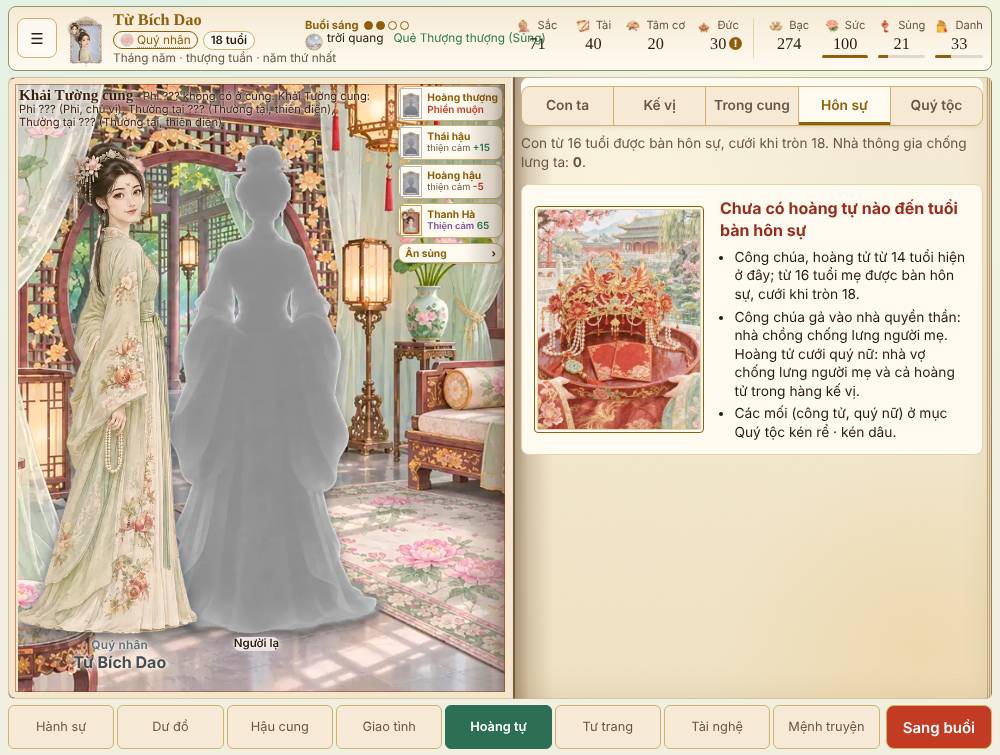 ☰
Từ Bích Dao
Quý nhân
18 tuổi
Tháng năm · thượng tuần · năm thứ nhất
Buổi sáng
trời quang
Quẻ Thượng thượng (Sủng)
Sắc
71
Tài
40
Tâm cơ
20
Đức
30 !
Bạc
274
Sức
100
Sủng
21
Danh
33
Khải Tường cung · Phi ??? không có ở cung. Khải Tường cung:
Phi ??? (Phi, chủ vị), Thường tại ??? (Thường tại, thiên điện),
Thường tại ??? (Thường tại, thiên điện)
Hoàng thượng
Phiền muộn
Thái hậu
thiện cảm +15
Hoàng hậu
thiện cảm -5
Thanh Hà
Thiện cảm 65
Ân sủng ›
Quý nhân
Từ Bích Dao
Người lạ
Con ta
Kế vị
Trong cung
Hôn sự
Quý tộc
Con từ 16 tuổi được bàn hôn sự, cưới khi tròn 18. Nhà thông gia chống
lưng ta: 0.
Chưa có hoàng tự nào đến tuổi
bàn hôn sự
• Công chúa, hoàng tử từ 14 tuổi hiện
ở đây; từ 16 tuổi mẹ được bàn hôn
sự, cưới khi tròn 18.
• Công chúa gả vào nhà quyền thần:
nhà chồng chống lưng người mẹ.
Hoàng tử cưới quý nữ: nhà vợ
chống lưng người mẹ và cả hoàng
tử trong hàng kế vị.
• Các mối (công tử, quý nữ) ở mục
Quý tộc kén rể · kén dâu.
Hành sự
Dư đồ
Hậu cung
Giao tình
Hoàng tự
Tư trang
Tài nghệ
Mệnh truyện
Sang buổi